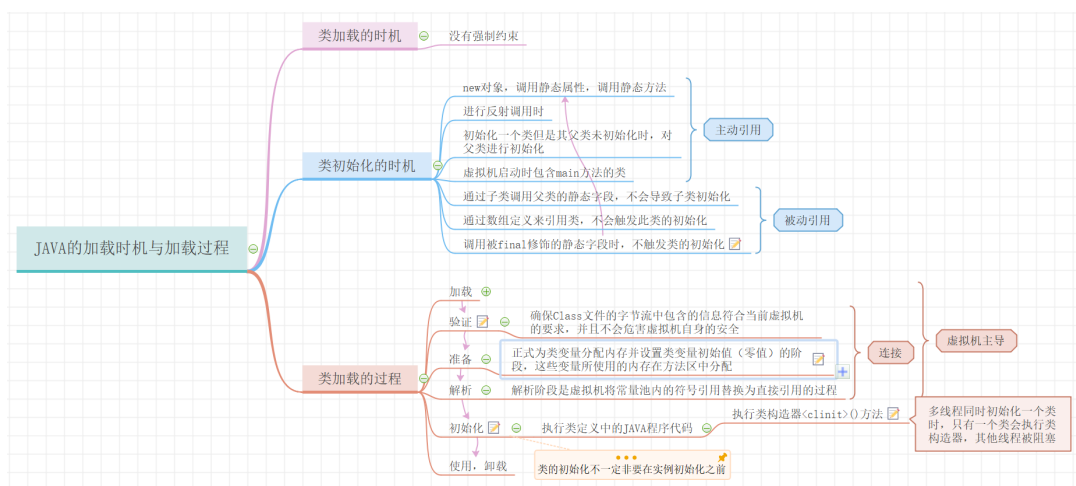 类加载的时机
没有强制约束
new对象，调用静态属性，调用静态方法
进行反射调用时
初始化一个类但是其父类未初始化时，对
父类进行初始化
虚拟机启动时包含main方法的类
主动引用
类初始化的时机
通过子类调用父类的静态字段，不会导致子类初始化
通过数组定义来引用类，不会触发此类的初始化
调用被final修饰的静态字段时，不触发类的初始化
被动引用
JAVA的加载时机与加载过程
加载
验证
确保Class文件的字节流中包含的信息符合当前虚拟机
的要求，并且不会危害虚拟机自身的安全
准备
正式为类变量分配内存并设置类变量初始值（零值）的阶
段，这些变量所使用的内存在方法区中分配
连接
虚拟机主导
类加载的过程
解析
解析阶段是虚拟机将常量池内的符号引用替换为直接引用的过程
初始化
执行类定义中的JAVA程序代码
执行类构造器<clinit>()方法
多线程同时初始化一个类
时，只有一个类会执行类
构造器，其他线程被阻塞
类的初始化不一定非要在实例初始化之前
使用，卸载